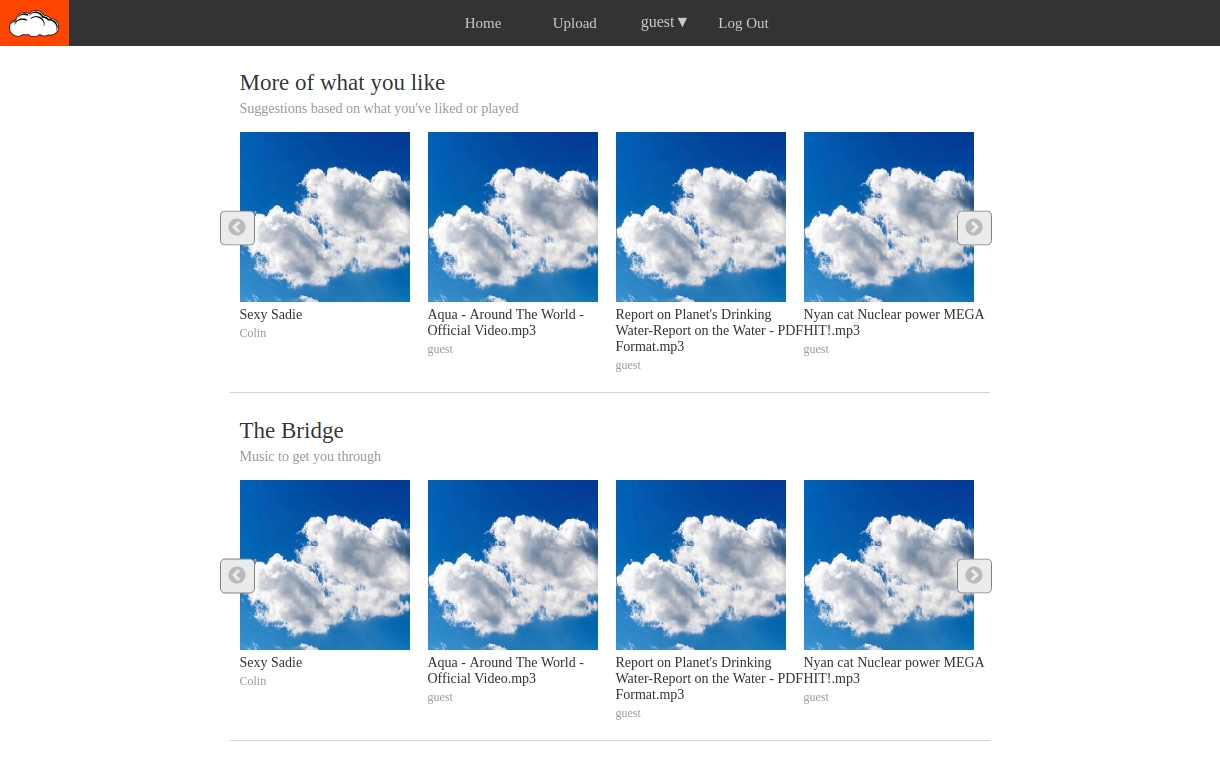 Home Upload guest▼ Log Out
More of what you like
Suggestions based on what you've liked or played
Sexy Sadie
Colin
Aqua - Around The World -
Official Video.mp3
guest
Report on Planet's Drinking
Water-Report on the Water - PDF
Format.mp3
guest
Nyan cat Nuclear power MEGA
HIT!.mp3
guest
The Bridge
Music to get you through
Sexy Sadie
Colin
Aqua - Around The World -
Official Video.mp3
guest
Report on Planet's Drinking
Water-Report on the Water - PDF
Format.mp3
guest
Nyan cat Nuclear power MEGA
HIT!.mp3
guest